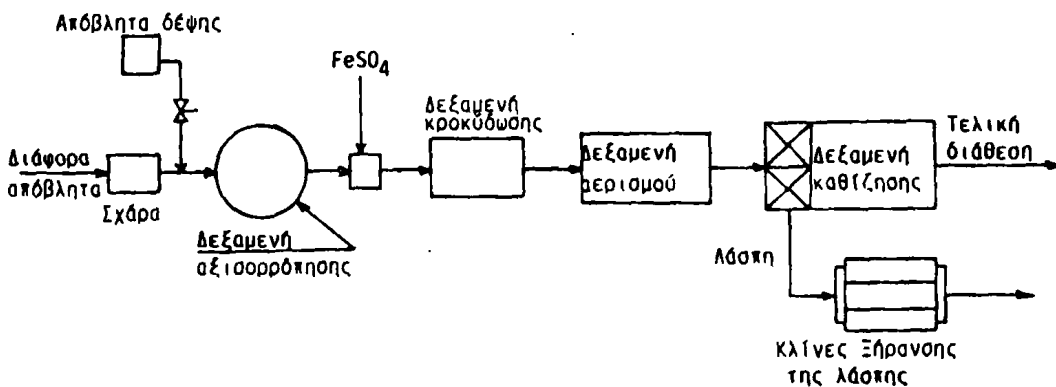 Απόβλητα δέψης
FeSO4
Δεξαμενή
κροκύδωσης
Διάφορα
απόβλητα
Σχάρα
Δεξαμενή
αξισορρόπησης
Δεξαμενή
αερισμού
Δεξαμενή
καθίζησης
Τελική
διάθεση
Λάσπη
Κλίνες Ξήρανσης
της λάσπης